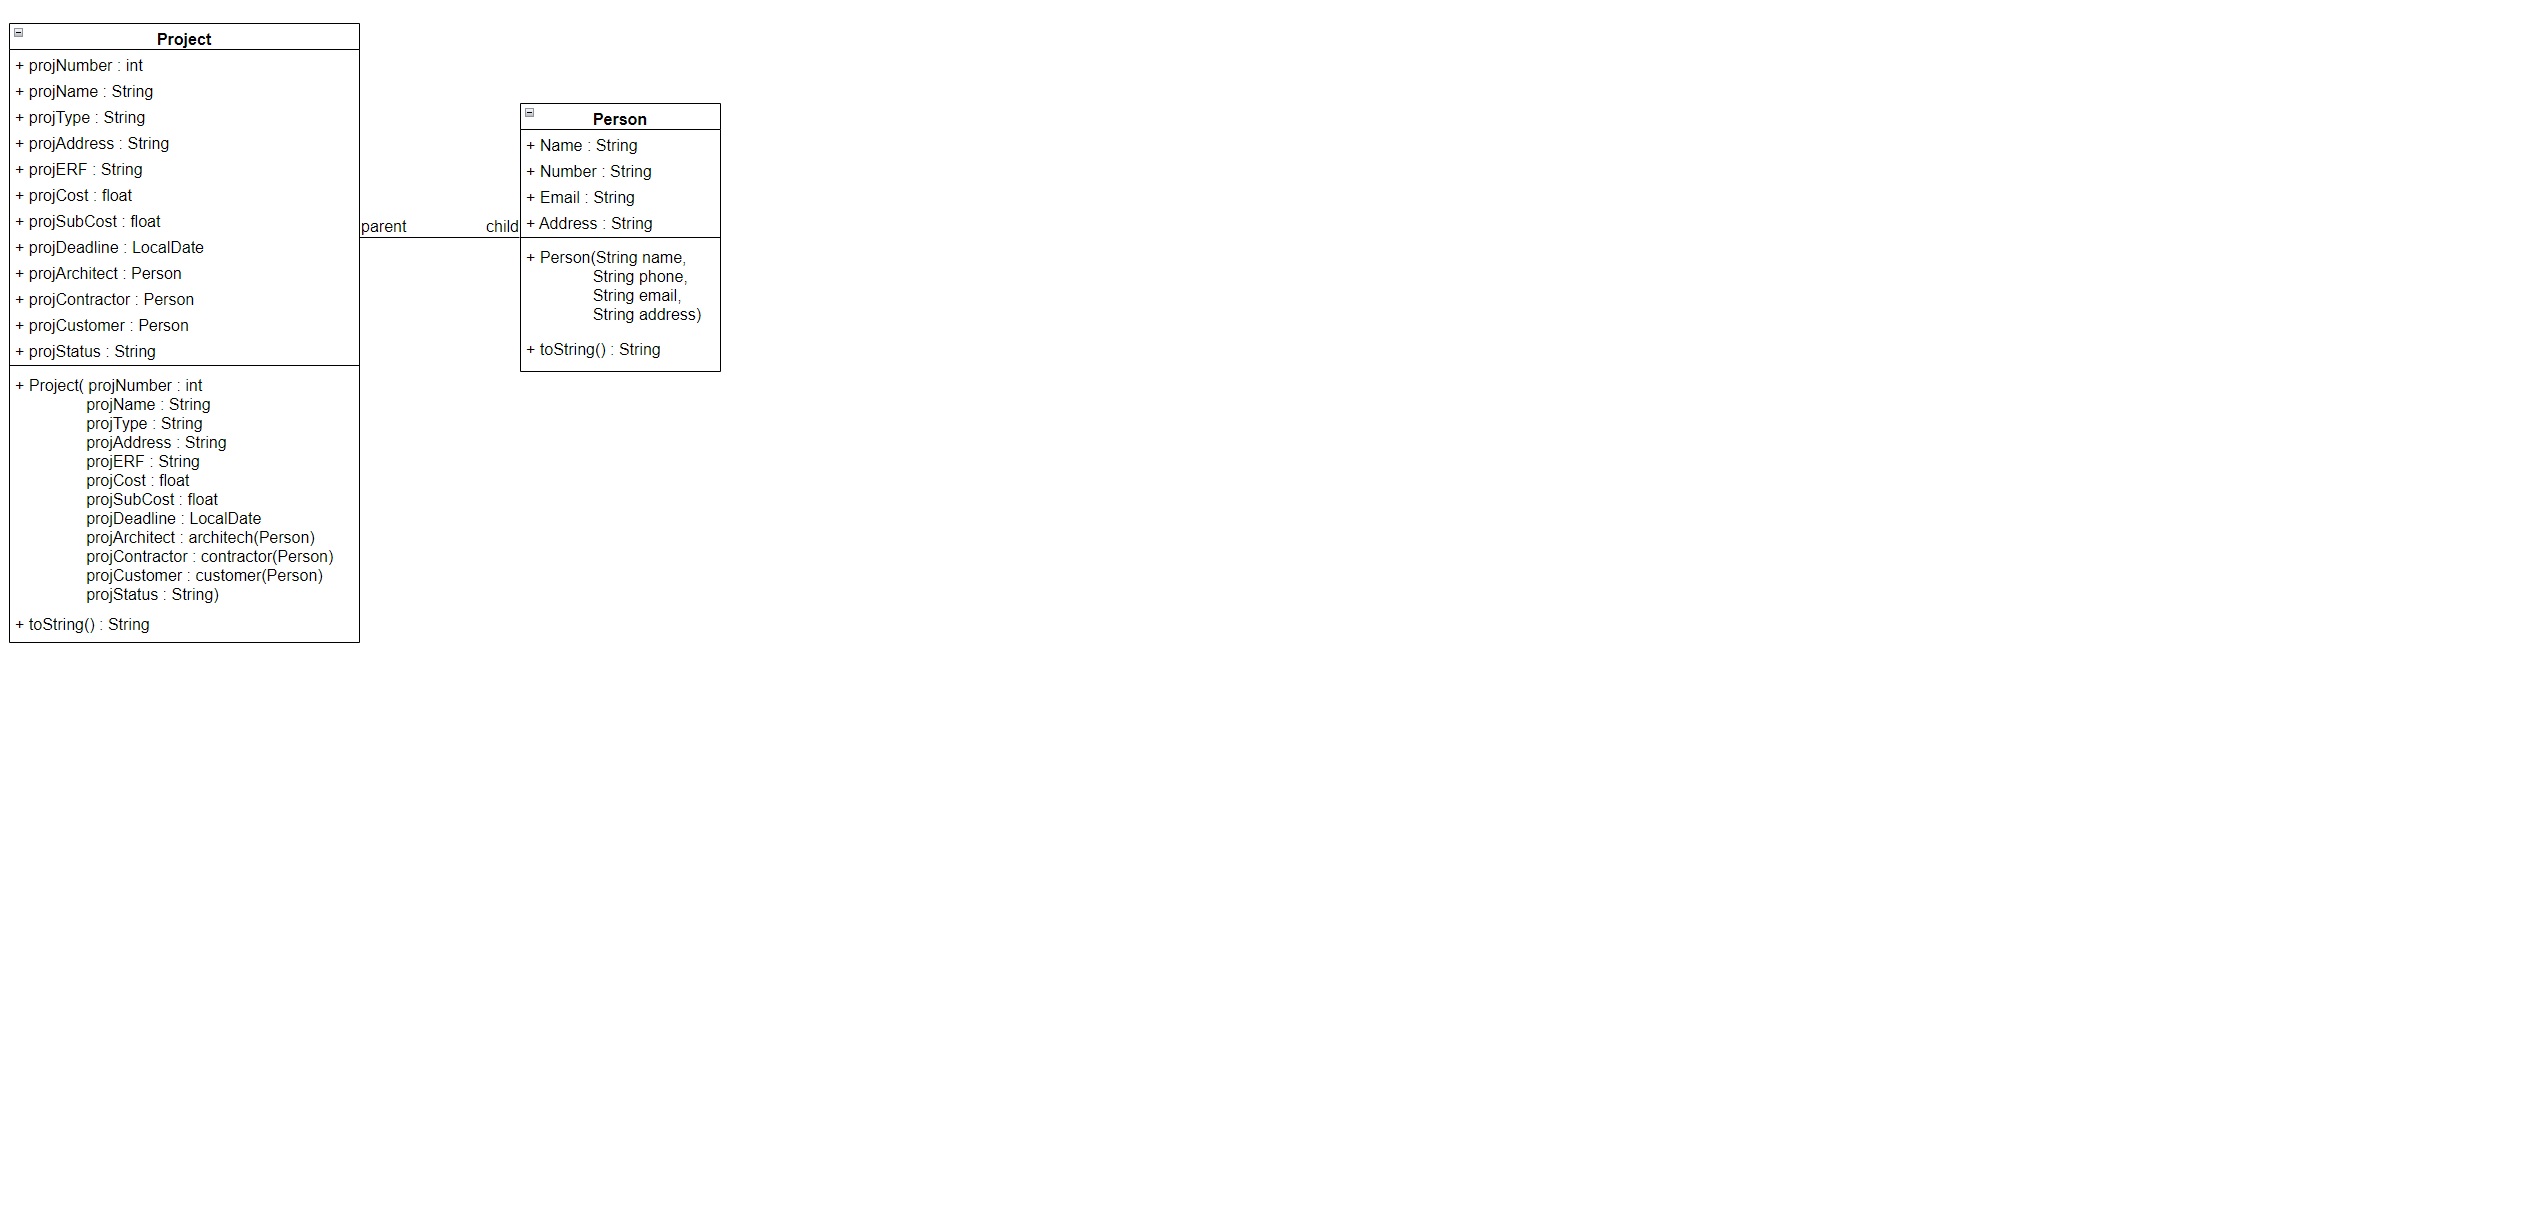 Project
+ projNumber : int
+ projName : String
+ projType : String
+ projAddress : String
+ projERF : String
+ projCost : float
+ projSubCost : float
+ projDeadline : LocalDate
+ projArchitect : Person
+ projContractor : Person
+ projCustomer : Person
+ projStatus : String
+ Project( projNumber : int
projName : String
projType : String
projAddress : String
projERF : String
projCost : float
projSubCost : float
projDeadline : LocalDate
projArchitect : architech(Person)
projContractor : contractor(Person)
projCustomer : customer(Person)
projStatus : String)
+ toString() : String
parent
child
Person
+ Name : String
+ Number : String
+ Email : String
+ Address : String
+ Person(String name,
String phone,
String email,
String address)
+ toString() : String